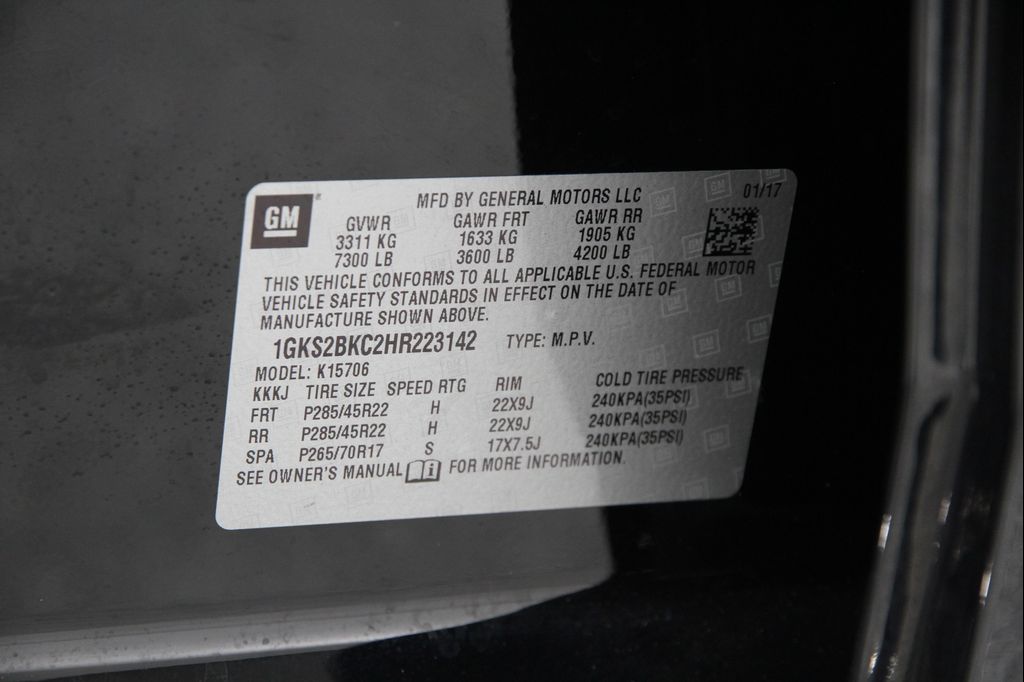 GM
MFD BY GENERAL MOTORS LLC 01/17
GVWR GAWR FRT GAWR RR
3311 KG 1633 KG 1905 KG
7300 LB 3600 LB 4200 LB
THIS VEHICLE CONFORMS TO ALL APPLICABLE U.S. FEDERAL MOTOR
VEHICLE SAFETY STANDARDS IN EFFECT ON THE DATE OF
MANUFACTURE SHOWN ABOVE.
1GKS2BKC2HR223142 TYPE: M.P.V.
MODEL: K15706
KKKJ TIRE SIZE SPEED RTG RIM COLD TIRE PRESSURE
FRT P285/45R22 H 22X9J 240KPA(35PSI)
RR P285/45R22 H 22X9J 240KPA(35PSI)
SPA P265/70R17 S 17X7.5J 240KPA(35PSI)
SEE OWNER'S MANUAL FOR MORE INFORMATION.